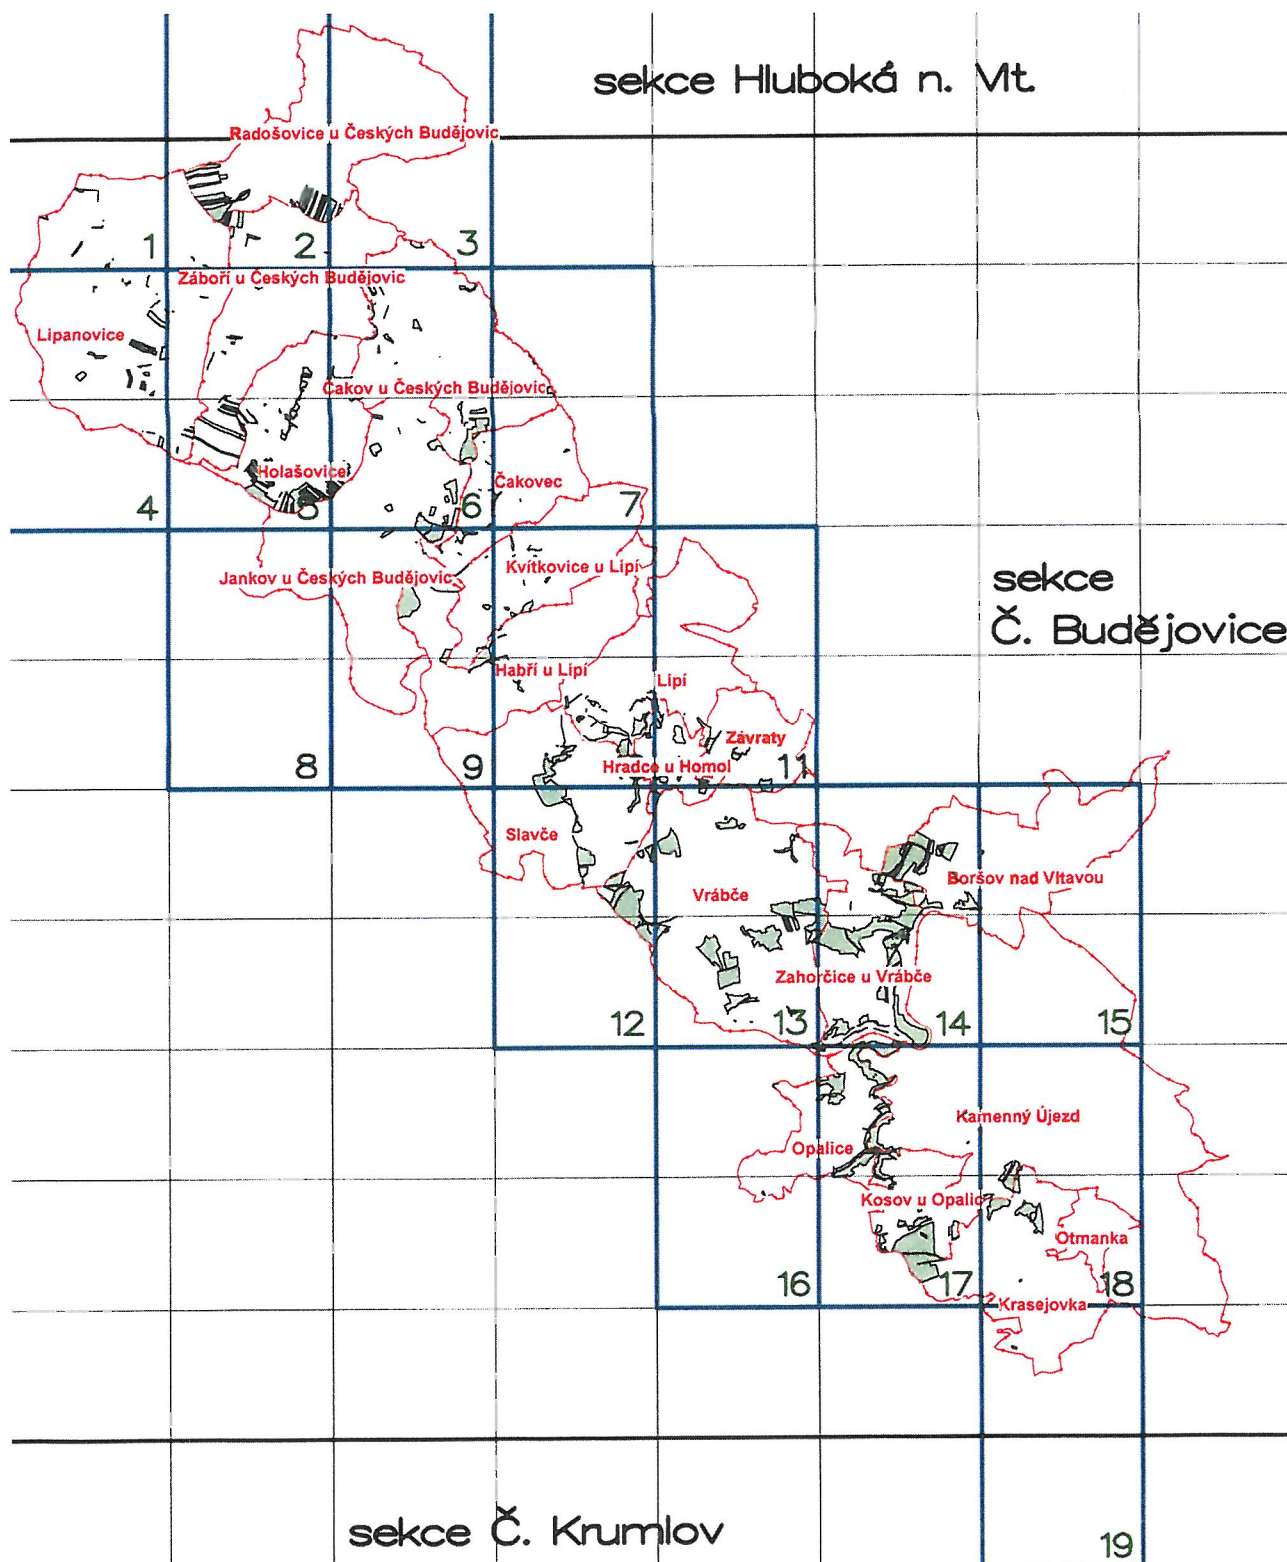 sekce Hluboká n. Vlt.
Radošovice u Českých Budějovic
1
2
3
Záboří u Českých Budějovic
Lipanovice
Čakov u Českých Budějovic
Holašovice
Čakovec
4
5
6
7
Kvítkovice u Lipí
Jankov u Českých Budějovic
sekce
Č. Budějovice
Habří u Lipí
Lipí
Závraty
Hradce u Homol
8
9
11
Slavče
Boršov nad Vltavou
Vrábče
Zahorčice u Vrábče
12
13
14
15
Kamenný Újezd
Opalice
Kosov u Opalic
Otmanka
16
17
18
Krasejovka
sekce Č. Krumlov
19